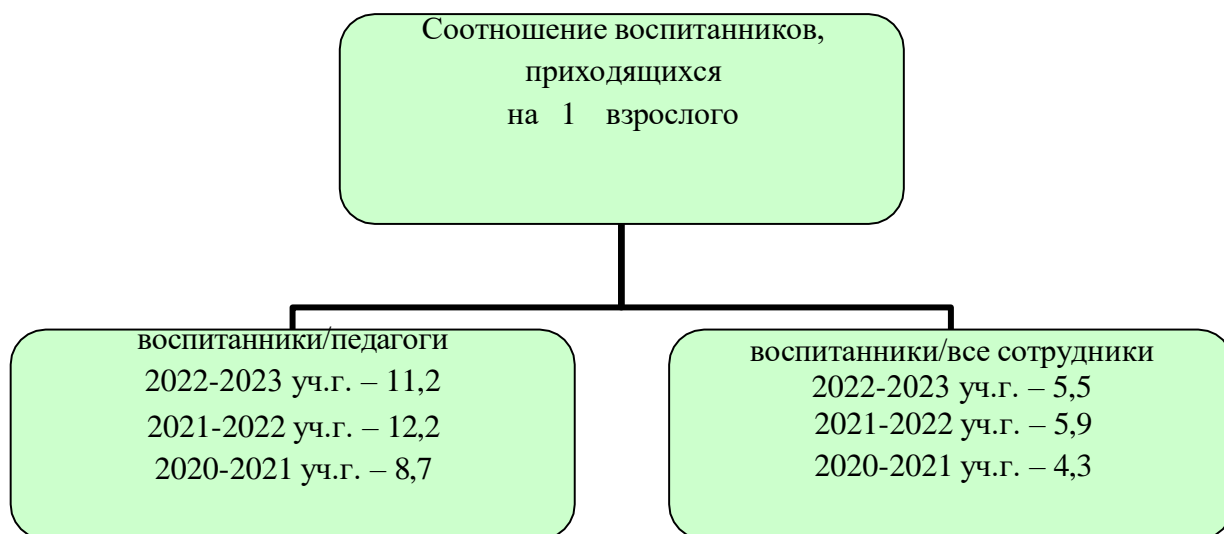 Соотношение воспитанников,
приходящихся
на 1 взрослого
воспитанники/педагоги
2022-2023 уч.г. – 11,2
2021-2022 уч.г. – 12,2
2020-2021 уч.г. – 8,7
воспитанники/все сотрудники
2022-2023 уч.г. – 5,5
2021-2022 уч.г. – 5,9
2020-2021 уч.г. – 4,3